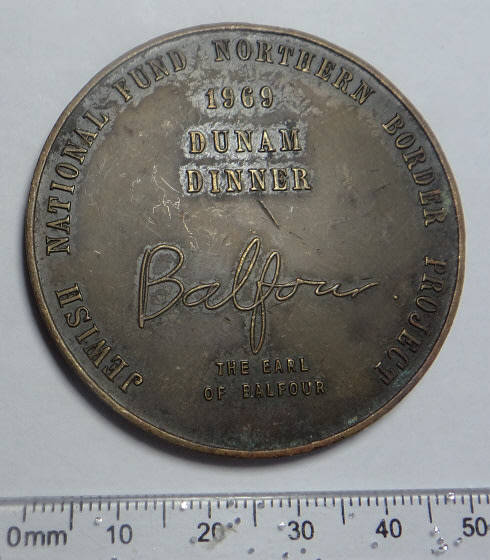 JEWISH NATIONAL FUND NORTHERN BORDER PROJECT
1969
DUNAM
DINNER
Balfour
THE EARL
OF BALFOUR
0mm 10 20 30 40 50